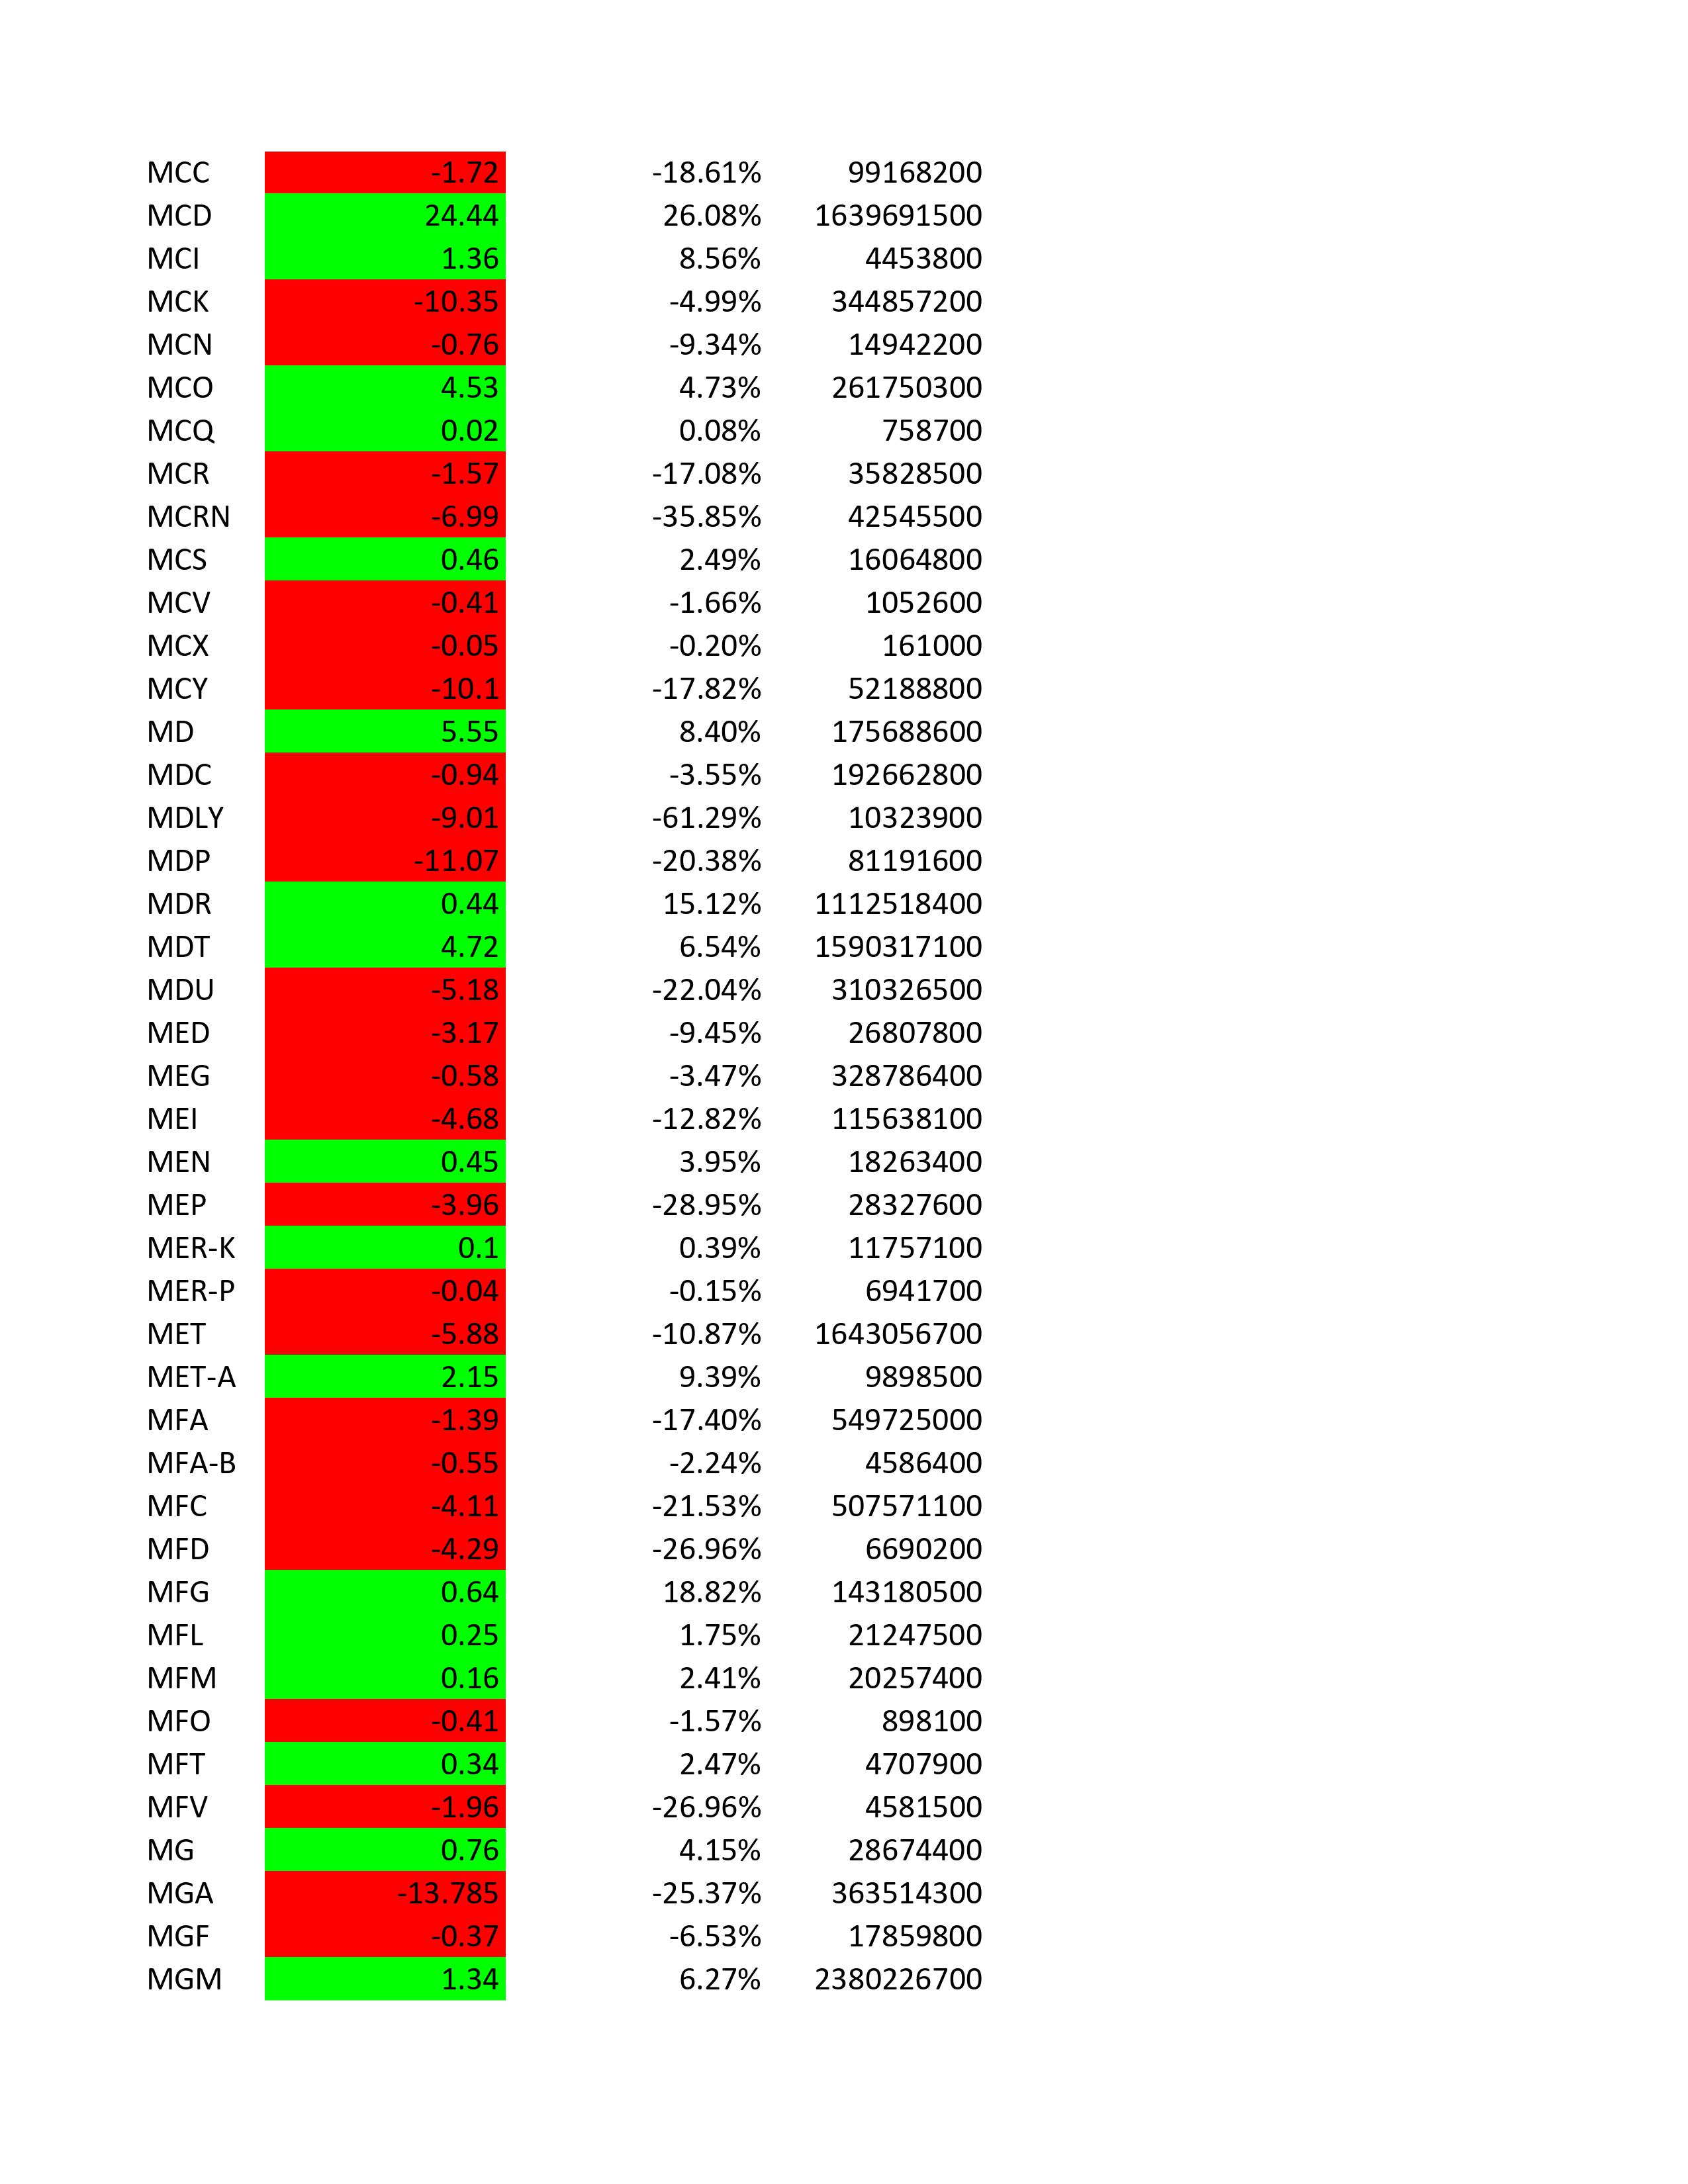 MCC -1.72 -18.61% 99168200
MCD 24.44 26.08% 1639691500
MCI 1.36 8.56% 4453800
MCK -10.35 -4.99% 344857200
MCN -0.76 -9.34% 14942200
MCO 4.53 4.73% 261750300
MCQ 0.02 0.08% 758700
MCR -1.57 -17.08% 35828500
MCRN -6.99 -35.85% 42545500
MCS 0.46 2.49% 16064800
MCV -0.41 -1.66% 1052600
MCX -0.05 -0.20% 161000
MCY -10.1 -17.82% 52188800
MD 5.55 8.40% 175688600
MDC -0.94 -3.55% 192662800
MDLY -9.01 -61.29% 10323900
MDP -11.07 -20.38% 81191600
MDR 0.44 15.12% 1112518400
MDT 4.72 6.54% 1590317100
MDU -5.18 -22.04% 310326500
MED -3.17 -9.45% 26807800
MEG -0.58 -3.47% 328786400
MEI -4.68 -12.82% 115638100
MEN 0.45 3.95% 18263400
MEP -3.96 -28.95% 28327600
MER-K 0.1 0.39% 11757100
MER-P -0.04 -0.15% 6941700
MET -5.88 -10.87% 1643056700
MET-A 2.15 9.39% 9898500
MFA -1.39 -17.40% 549725000
MFA-B -0.55 -2.24% 4586400
MFC -4.11 -21.53% 507571100
MFD -4.29 -26.96% 6690200
MFG 0.64 18.82% 143180500
MFL 0.25 1.75% 21247500
MFM 0.16 2.41% 20257400
MFO -0.41 -1.57% 898100
MFT 0.34 2.47% 4707900
MFV -1.96 -26.96% 4581500
MG 0.76 4.15% 28674400
MGA -13.785 -25.37% 363514300
MGF -0.37 -6.53% 17859800
MGM 1.34 6.27% 2380226700